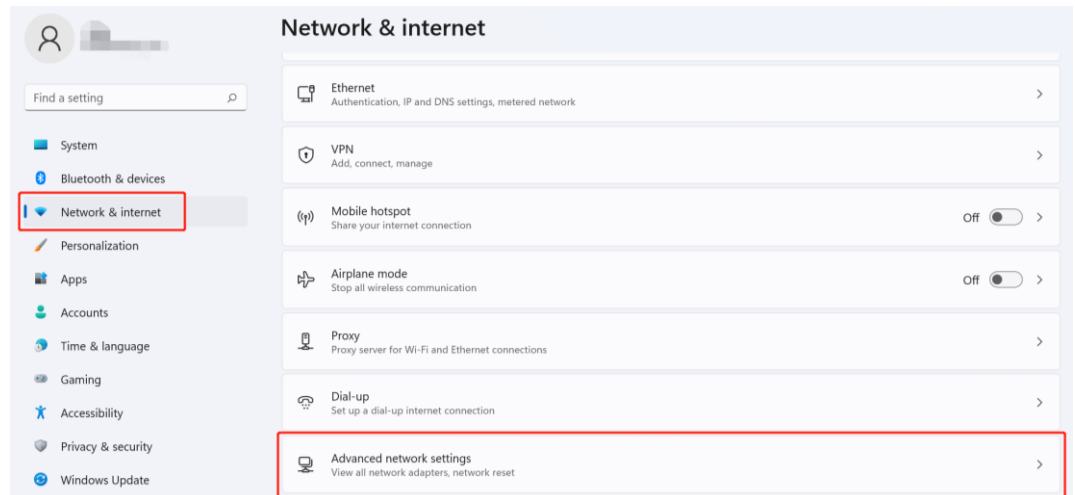 Network & internet
Find a setting
System
Bluetooth & devices
Network & internet
Personalization
Apps
Accounts
Time & language
Gaming
Accessibility
Privacy & security
Windows Update
Ethernet
Authentication, IP and DNS settings, metered network
VPN
Add, connect, manage
Mobile hotspot
Share your internet connection
Off
Airplane mode
Stop all wireless communication
Off
Proxy
Proxy server for Wi-Fi and Ethernet connections
Dial-up
Set up a dial-up internet connection
Advanced network settings
View all network adapters, network reset